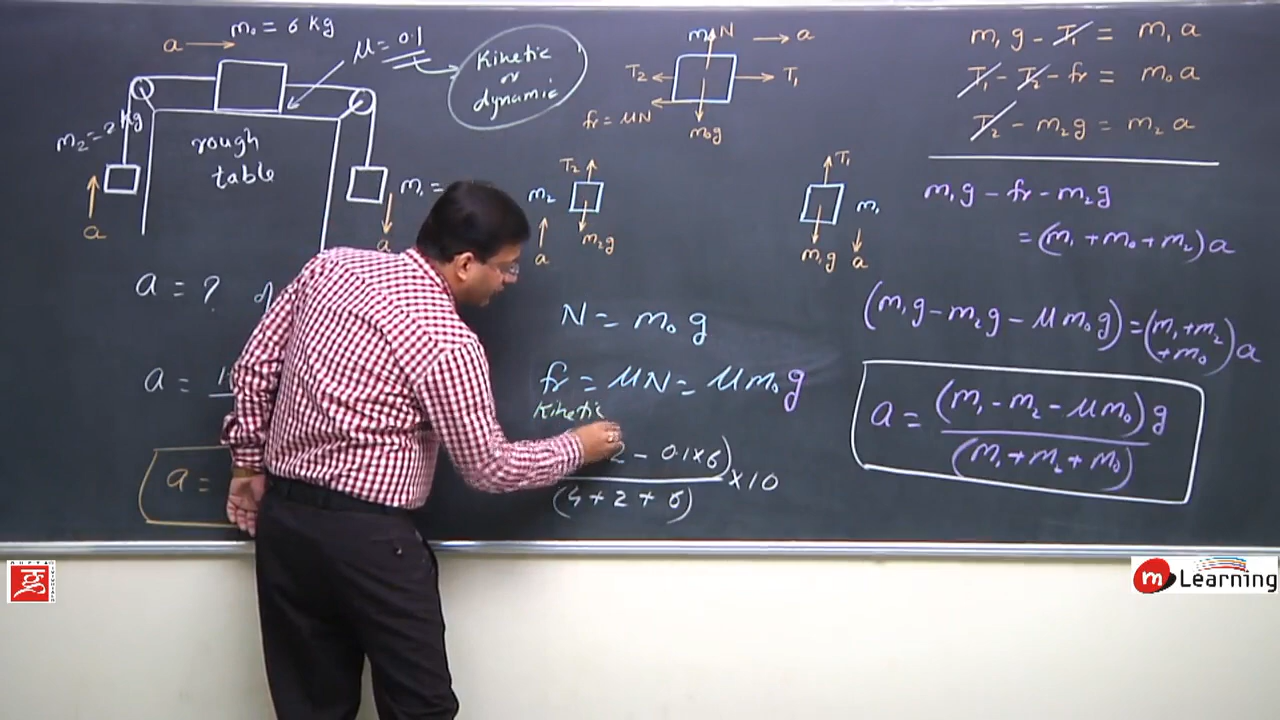 m₀ = 6 kg
a →
μ = 0.1
Kinetic
or
dynamic
m₂ = 2 kg
rough
table
m₁ =
a
a
a = ?
a =
a =
N
→ a
T₂
T₁
fr = μN
m₀g
T₂
m₂
m₂g
a
T₁
m₁
m₁g
a
N = m₀g
fr = μN = μm₀g
Kinetic
2 - 0.1×6)
(4 + 2 + 6)
×10
m₁g - T₁ = m₁a
T₁ - T₂ - fr = m₀a
T₂ - m₂g = m₂a
m₁g - fr - m₂g
= (m₁ + m₀ + m₂)a
(m₁g - m₂g - μm₀g) = (m₁ + m₂
+ m₀)a
a = (m₁ - m₂ - μm₀)g
(m₁ + m₂ + m₀)
GUPTA
m Learning